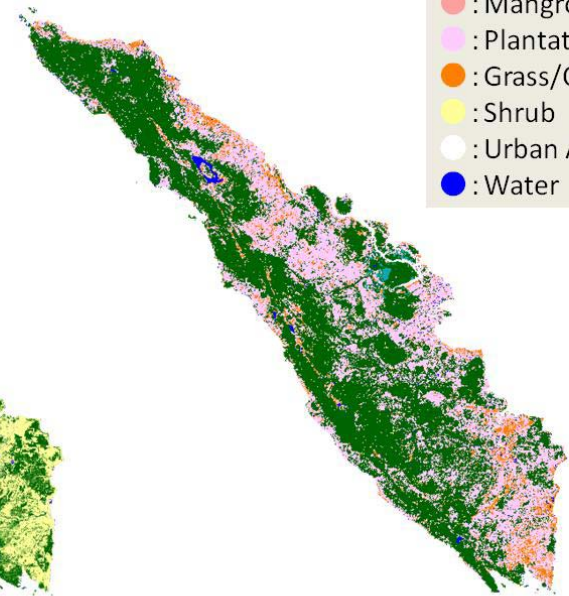 : Mangro
: Plantat
: Grass/
: Shrub
: Urban
: Water